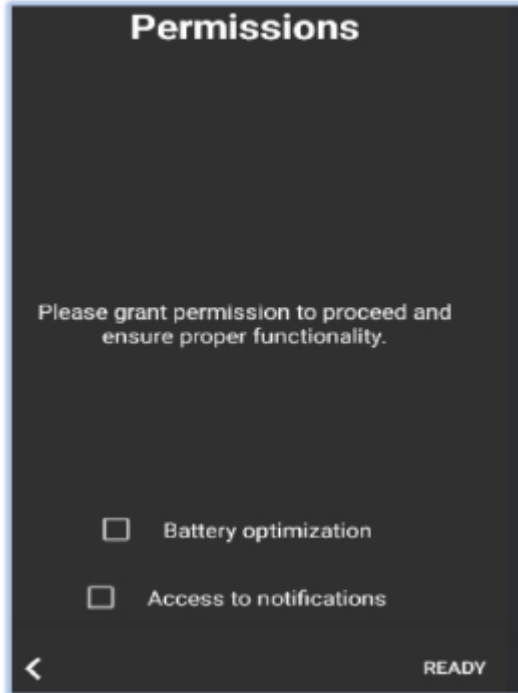 Permissions
Please grant permission to proceed and
ensure proper functionality.
Battery optimization
Access to notifications
READY